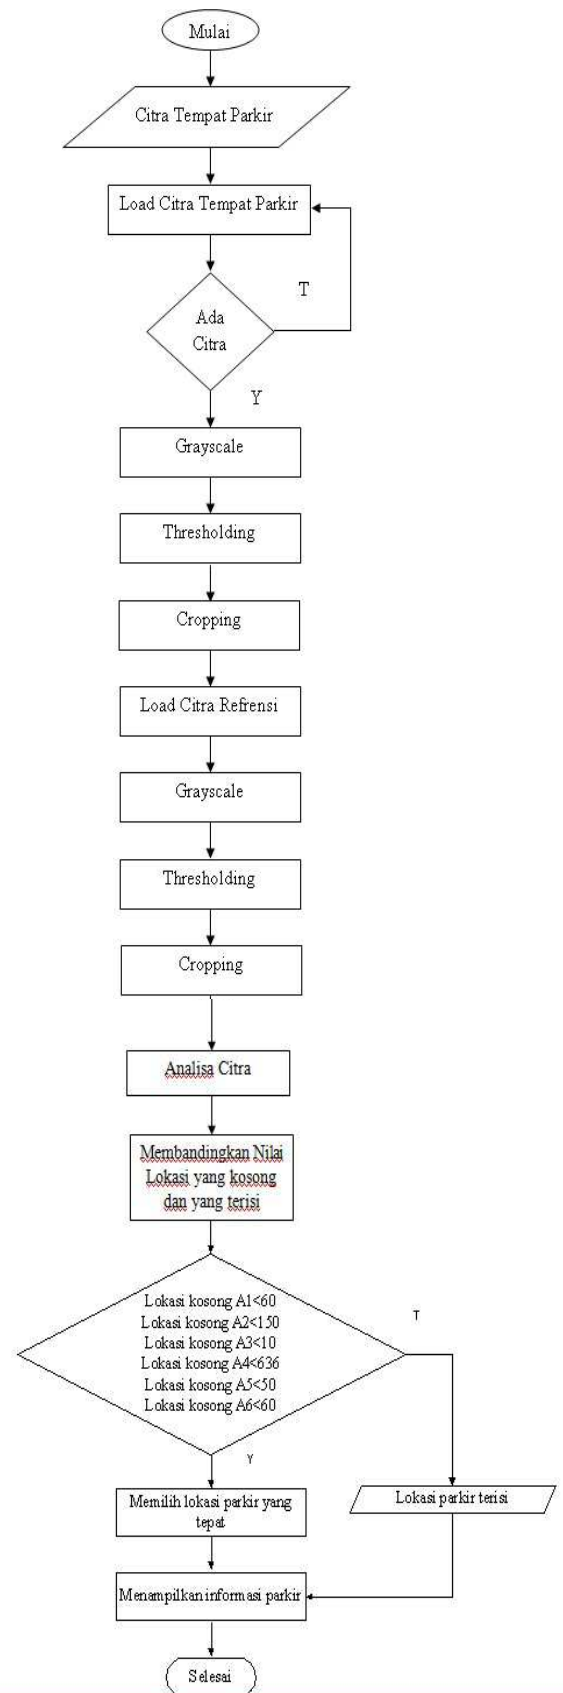 Mulai
Citra Tempat Parkir
Load Citra Tempat Parkir
T
Ada
Citra
Y
Grayscale
Thresholding
Cropping
Load Citra Refrensi
Grayscale
Thresholding
Cropping
Analisa Citra
Membandingkan Nilai
Lokasi yang kosong
dan yang terisi
Lokasi kosong A1<60
Lokasi kosong A2<150
Lokasi kosong A3<10
Lokasi kosong A4<636
Lokasi kosong A5<50
Lokasi kosong A6<60
T
Y
Memilih lokasi parkir yang
tepat
Lokasi parkir terisi
Menampilkan informasi parkir
Selesai